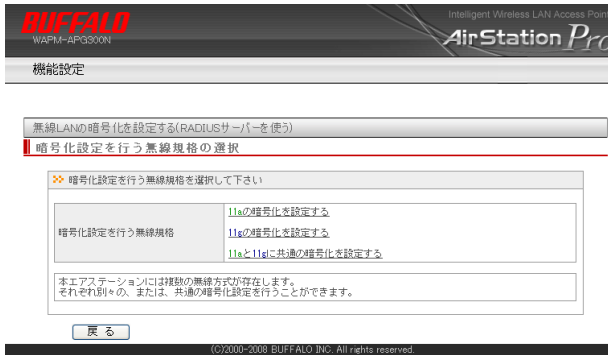 BUFFALO
WAPM-APG300N
Intelligent Wireless LAN Access Poin
AirStation Pro
機能設定
無線LANの暗号化を設定する(RADIUSサーバーを使う)
暗号化設定を行う無線規格の選択
暗号化設定を行う無線規格を選択して下さい
暗号化設定を行う無線規格
11aの暗号化を設定する
11gの暗号化を設定する
11aと11gに共通の暗号化を設定する
本エアステーションには複数の無線方式が存在します。
それぞれ別々の、または、共通の暗号化設定を行うことができます。
戻る
(C)2000-2008 BUFFALO INC. All rights reserved.